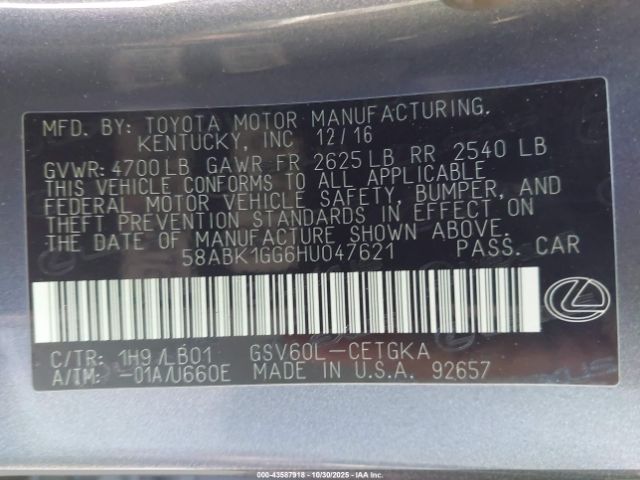 MFD. BY: TOYOTA MOTOR MANUFACTURING,
KENTUCKY, INC 12/16
GVWR: 4700LB GAWR FR 2625LB RR 2540 LB
THIS VEHICLE CONFORMS TO ALL APPLICABLE
FEDERAL MOTOR VEHICLE SAFETY, BUMPER, AND
THEFT PREVENTION STANDARDS IN EFFECT ON
THE DATE OF MANUFACTURE SHOWN ABOVE.
58ABK1GG6HU047621 PASS. CAR
C/TR: 1H9/LB01 GSV60L-CETGKA
A/TM: -01A/U660E MADE IN U.S.A. 92657
000-43587918 - 10/30/2025 - IAA Inc.